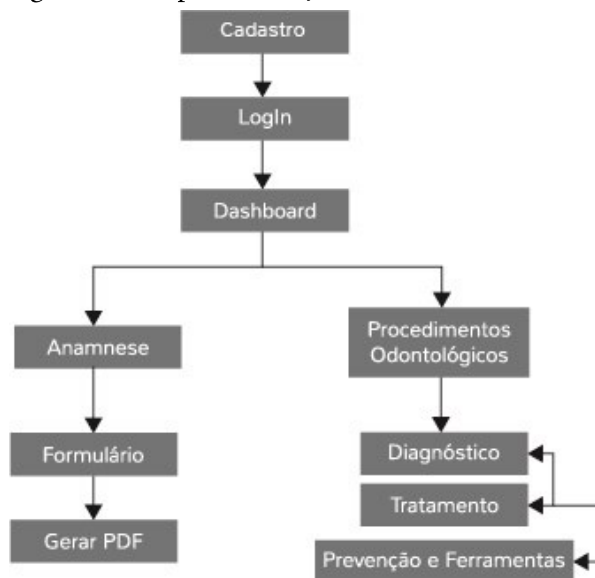 Cadastro
LogIn
Dashboard
Anamnese
Procedimentos
Odontológicos
Formulário
Diagnóstico
Tratamento
Gerar PDF
Prevenção e Ferramentas